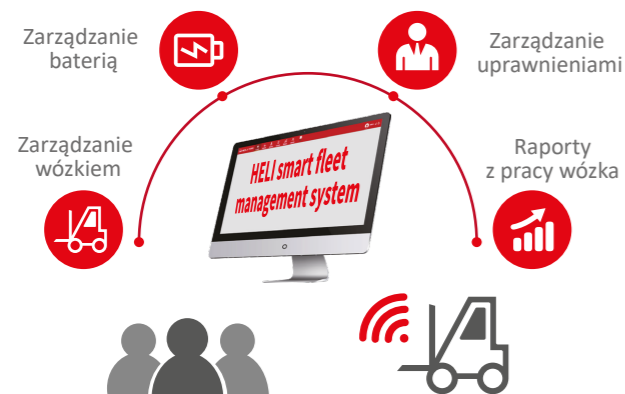 Zarządzanie
baterią
Zarządzanie
uprawnieniami
Zarządzanie
wózkiem
HELI smart fleet
management system
Raporty
z pracy wózka